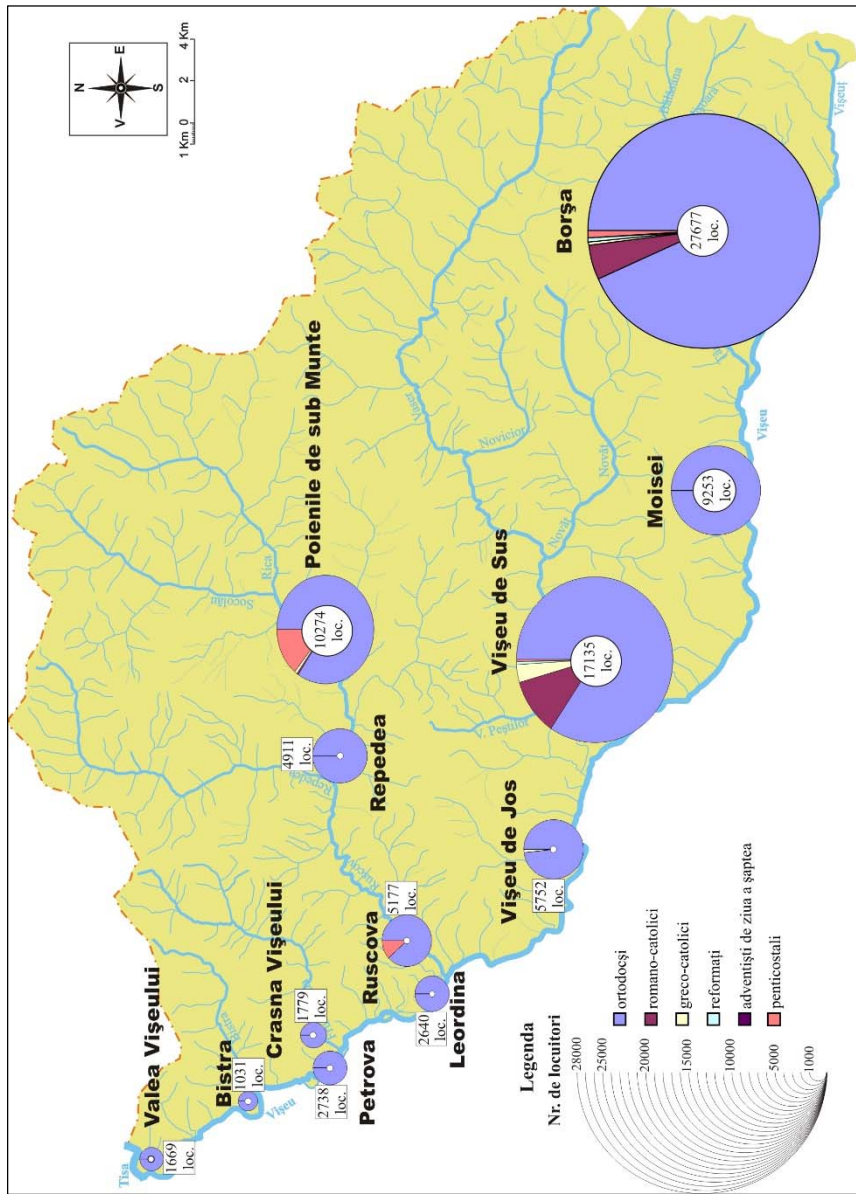 N
V
E
S
1 Km 0 2 4 Km
Tisa
Valea Vişeului
1669
loc.
Bistra
Bistra
1031
loc.
Vişeu
Crasna Vişeului
1779
loc.
2738
loc.
Petrova
Ruscova
5177
loc.
Ruscova
2640
loc.
Leordina
Repedea
4911
loc.
Repedea
Socolău
Rica
Poienile de sub Munte
10274
loc.
Vişeu de Jos
5752
loc.
V. Peştilor
Vişeu de Sus
17135
loc.
Vaser
Novicior
Novăţ
Novăţ
Moisei
9253
loc.
Vişeu
Borşa
27677
loc.
Vişeuţ
Legenda
Nr. de locuitori
28000
25000
20000
15000
10000
5000
1000
ortodocşi
romano-catolici
greco-catolici
reformaţi
adventişti de ziua a şaptea
penticostali